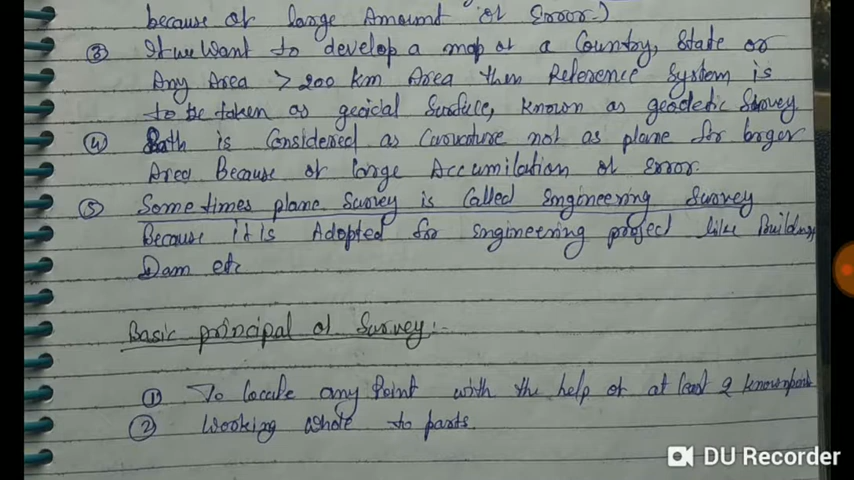 because of large Amount of Error.)
③ If we Want to develop a map of a Country, State or
Any Area > 200 km Area then Reference System is
to be taken as geoidal Surface, known as geodetic Survey
④ Earth is Considered as Curvature not as plane for larger
Area Because of large Accumilation of Error.
⑤ Sometimes plane Survey is Called Engineering Survey
Because it is Adopted for Engineering project like Building,
Dam etc
Basic principal of Survey:-
① To locate any Point with the help of at least 2 known point
② Working whole to parts.
DU Recorder